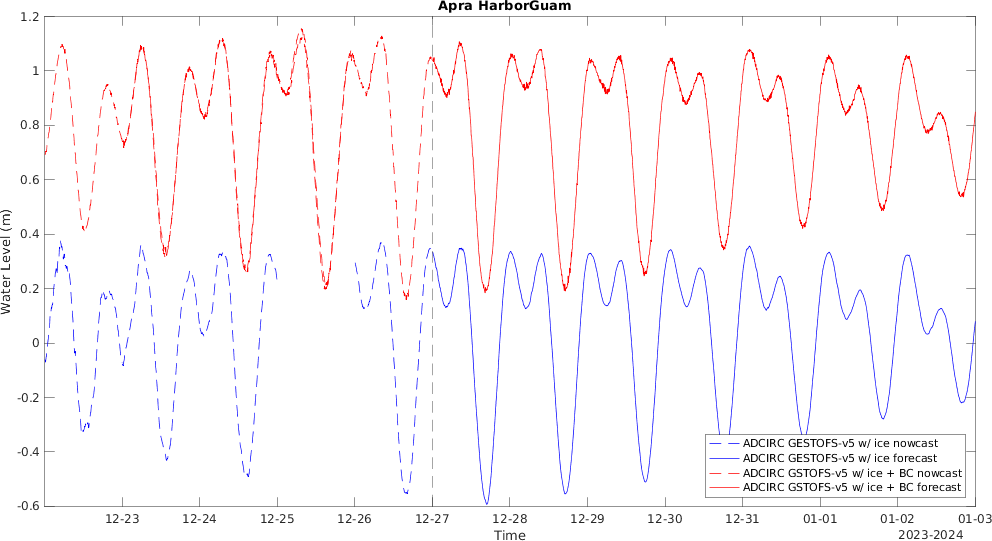 Apra HarborGuam
Water Level (m)
1.2
1
0.8
0.6
0.4
0.2
0
-0.2
-0.4
-0.6
ADCIRC GESTOFS-v5 w/ ice nowcast
ADCIRC GESTOFS-v5 w/ ice forecast
ADCIRC GSTOFS-v5 w/ ice + BC nowcast
ADCIRC GSTOFS-v5 w/ ice + BC forecast
12-23 12-24 12-25 12-26 12-27 12-28 12-29 12-30 12-31 01-01 01-02 01-03
Time
2023-2024